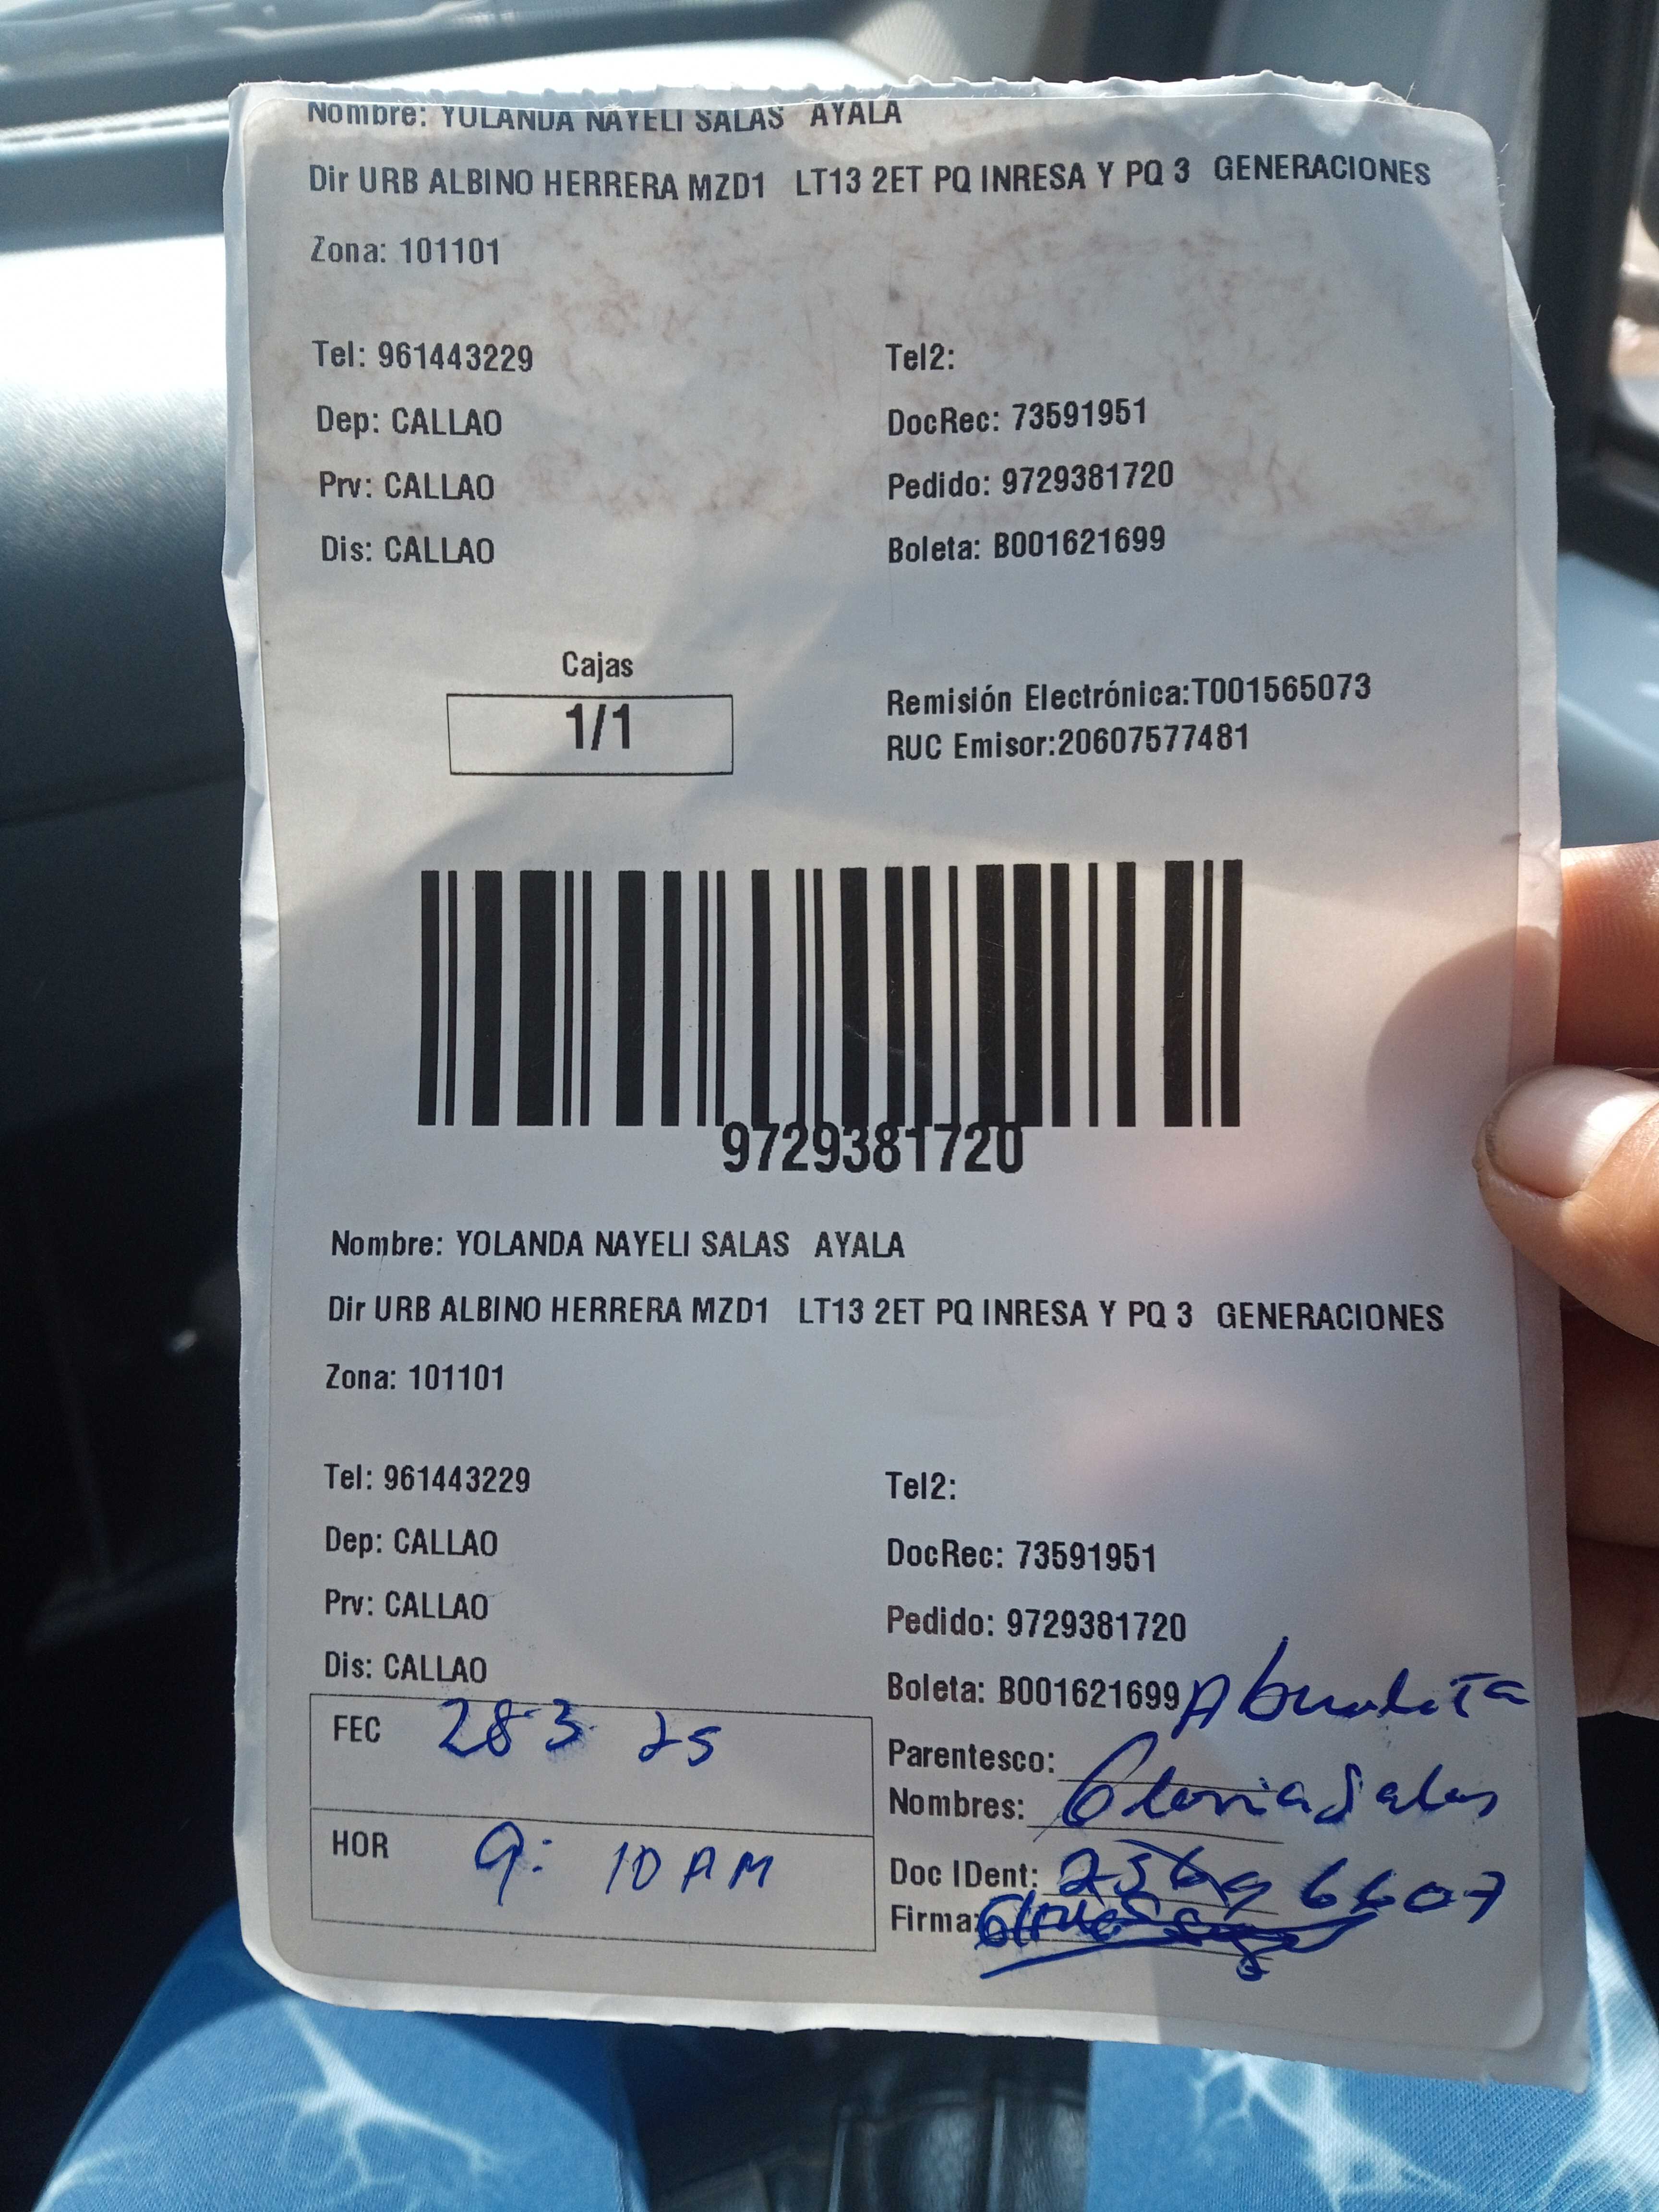 Nombre: YOLANDA NAYELI SALAS AYALA
Dir URB ALBINO HERRERA MZD1 LT13 2ET PQ INRESA Y PQ 3 GENERACIONES
Zona: 101101
Tel: 961443229 Tel2:
Dep: CALLAO DocRec: 73591951
Prv: CALLAO Pedido: 9729381720
Dis: CALLAO Boleta: B001621699
Cajas
1/1
Remisión Electrónica:T001565073
RUC Emisor:20607577481
9729381720
Nombre: YOLANDA NAYELI SALAS AYALA
Dir URB ALBINO HERRERA MZD1 LT13 2ET PQ INRESA Y PQ 3 GENERACIONES
Zona: 101101
Tel: 961443229 Tel2:
Dep: CALLAO DocRec: 73591951
Prv: CALLAO Pedido: 9729381720
Dis: CALLAO Boleta: B001621699
FEC 28 3 25
HOR 9: 10 AM
Abuelita
Parentesco:
Nombres: Gloria Salas
Doc IDent:
Firma: